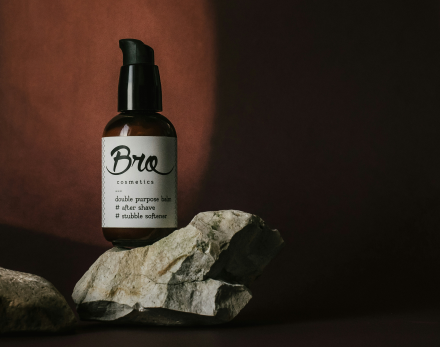 Bro
cosmetics
double purpose balm
# after shave
# stubble softener